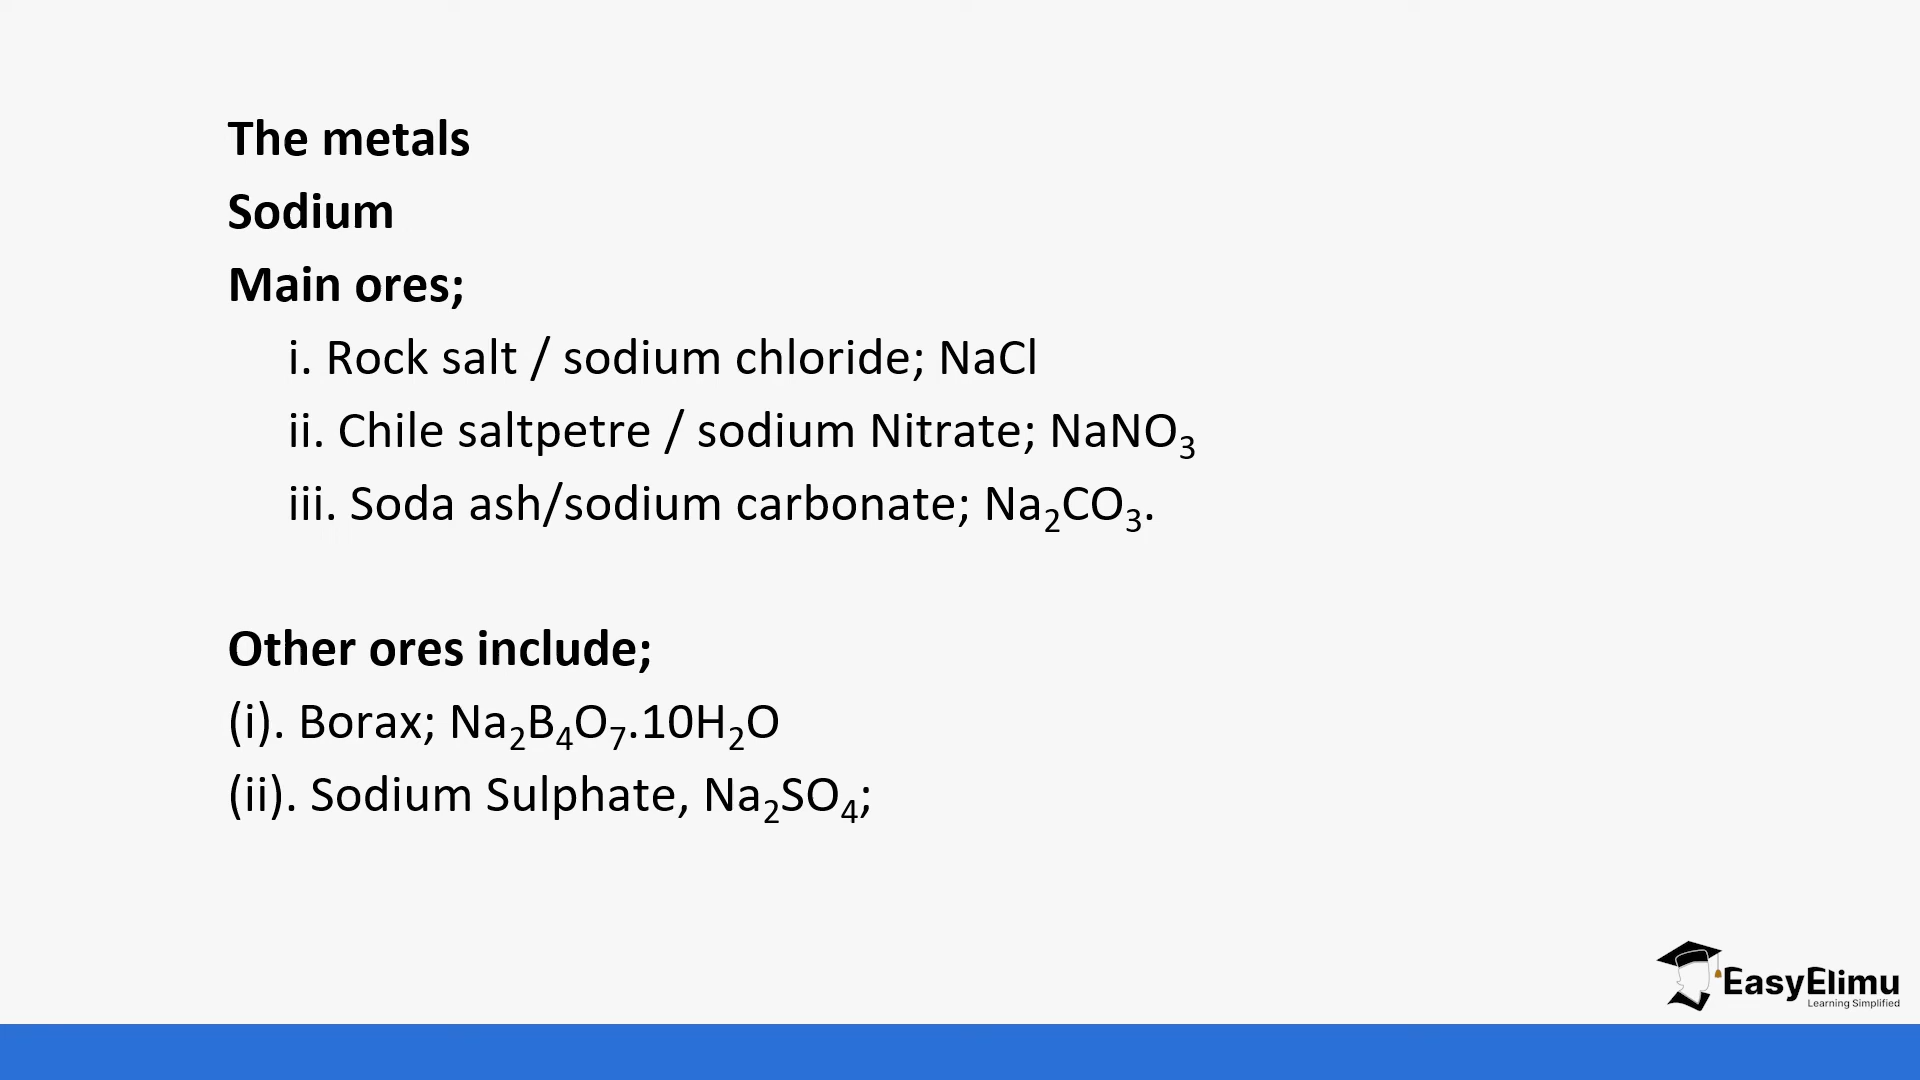 The metals
Sodium
Main ores;
i. Rock salt / sodium chloride; NaCl
ii. Chile saltpetre / sodium Nitrate; NaNO₃
iii. Soda ash/sodium carbonate; Na₂CO₃.
Other ores include;
(i). Borax; Na₂B₄O₇.10H₂O
(ii). Sodium Sulphate, Na₂SO₄;
EasyElimu
Learning Simplified